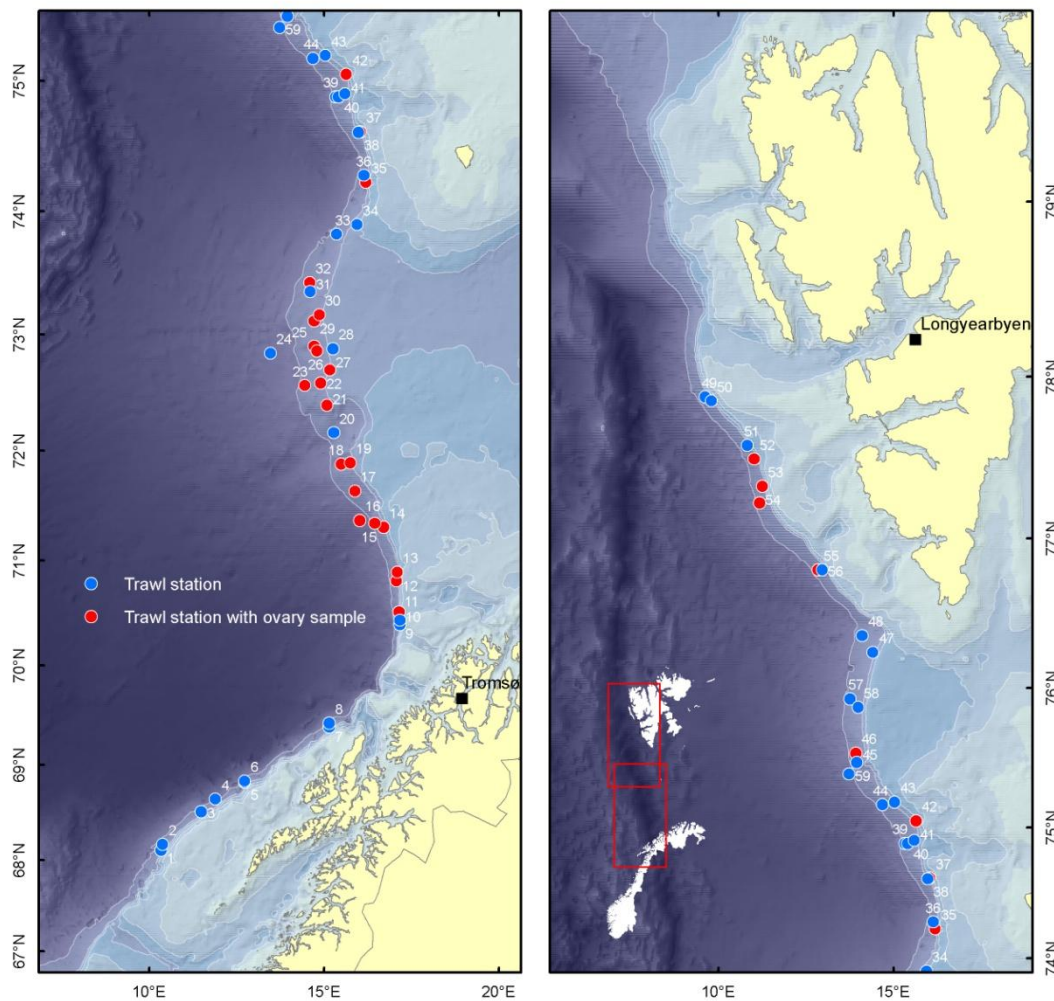 59
44
43
42
75°N
39
41
40
37
38
36
35
74°N
34
33
32
31
30
73°N
25
29
24
28
26
27
23
22
21
20
72°N
18
19
17
16
14
15
71°N
13
Trawl station
12
Trawl station with ovary sample
11
10
9
70°N
Tromsø
8
7
69°N
6
4
5
3
2
1
68°N
67°N
10°E
15°E
20°E
79°N
Longyearbyen
78°N
49
50
51
52
53
54
77°N
55
56
48
47
76°N
57
58
46
45
59
44
43
42
75°N
39
41
40
37
38
36
35
34
74°N
10°E
15°E